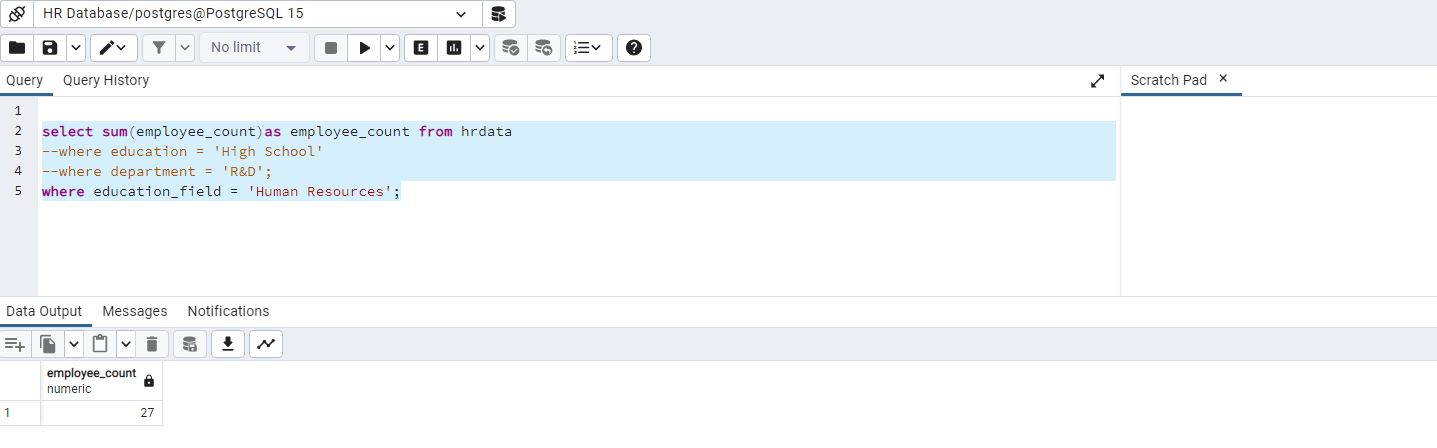 HR Database/postgres@PostgreSQL 15
No limit
E
Query Query History
Scratch Pad ×
1
2 select sum(employee_count)as employee_count from hrdata
3 --where education = 'High School'
4 --where department = 'R&D';
5 where education_field = 'Human Resources';
Data Output Messages Notifications
employee_count
numeric
1 27